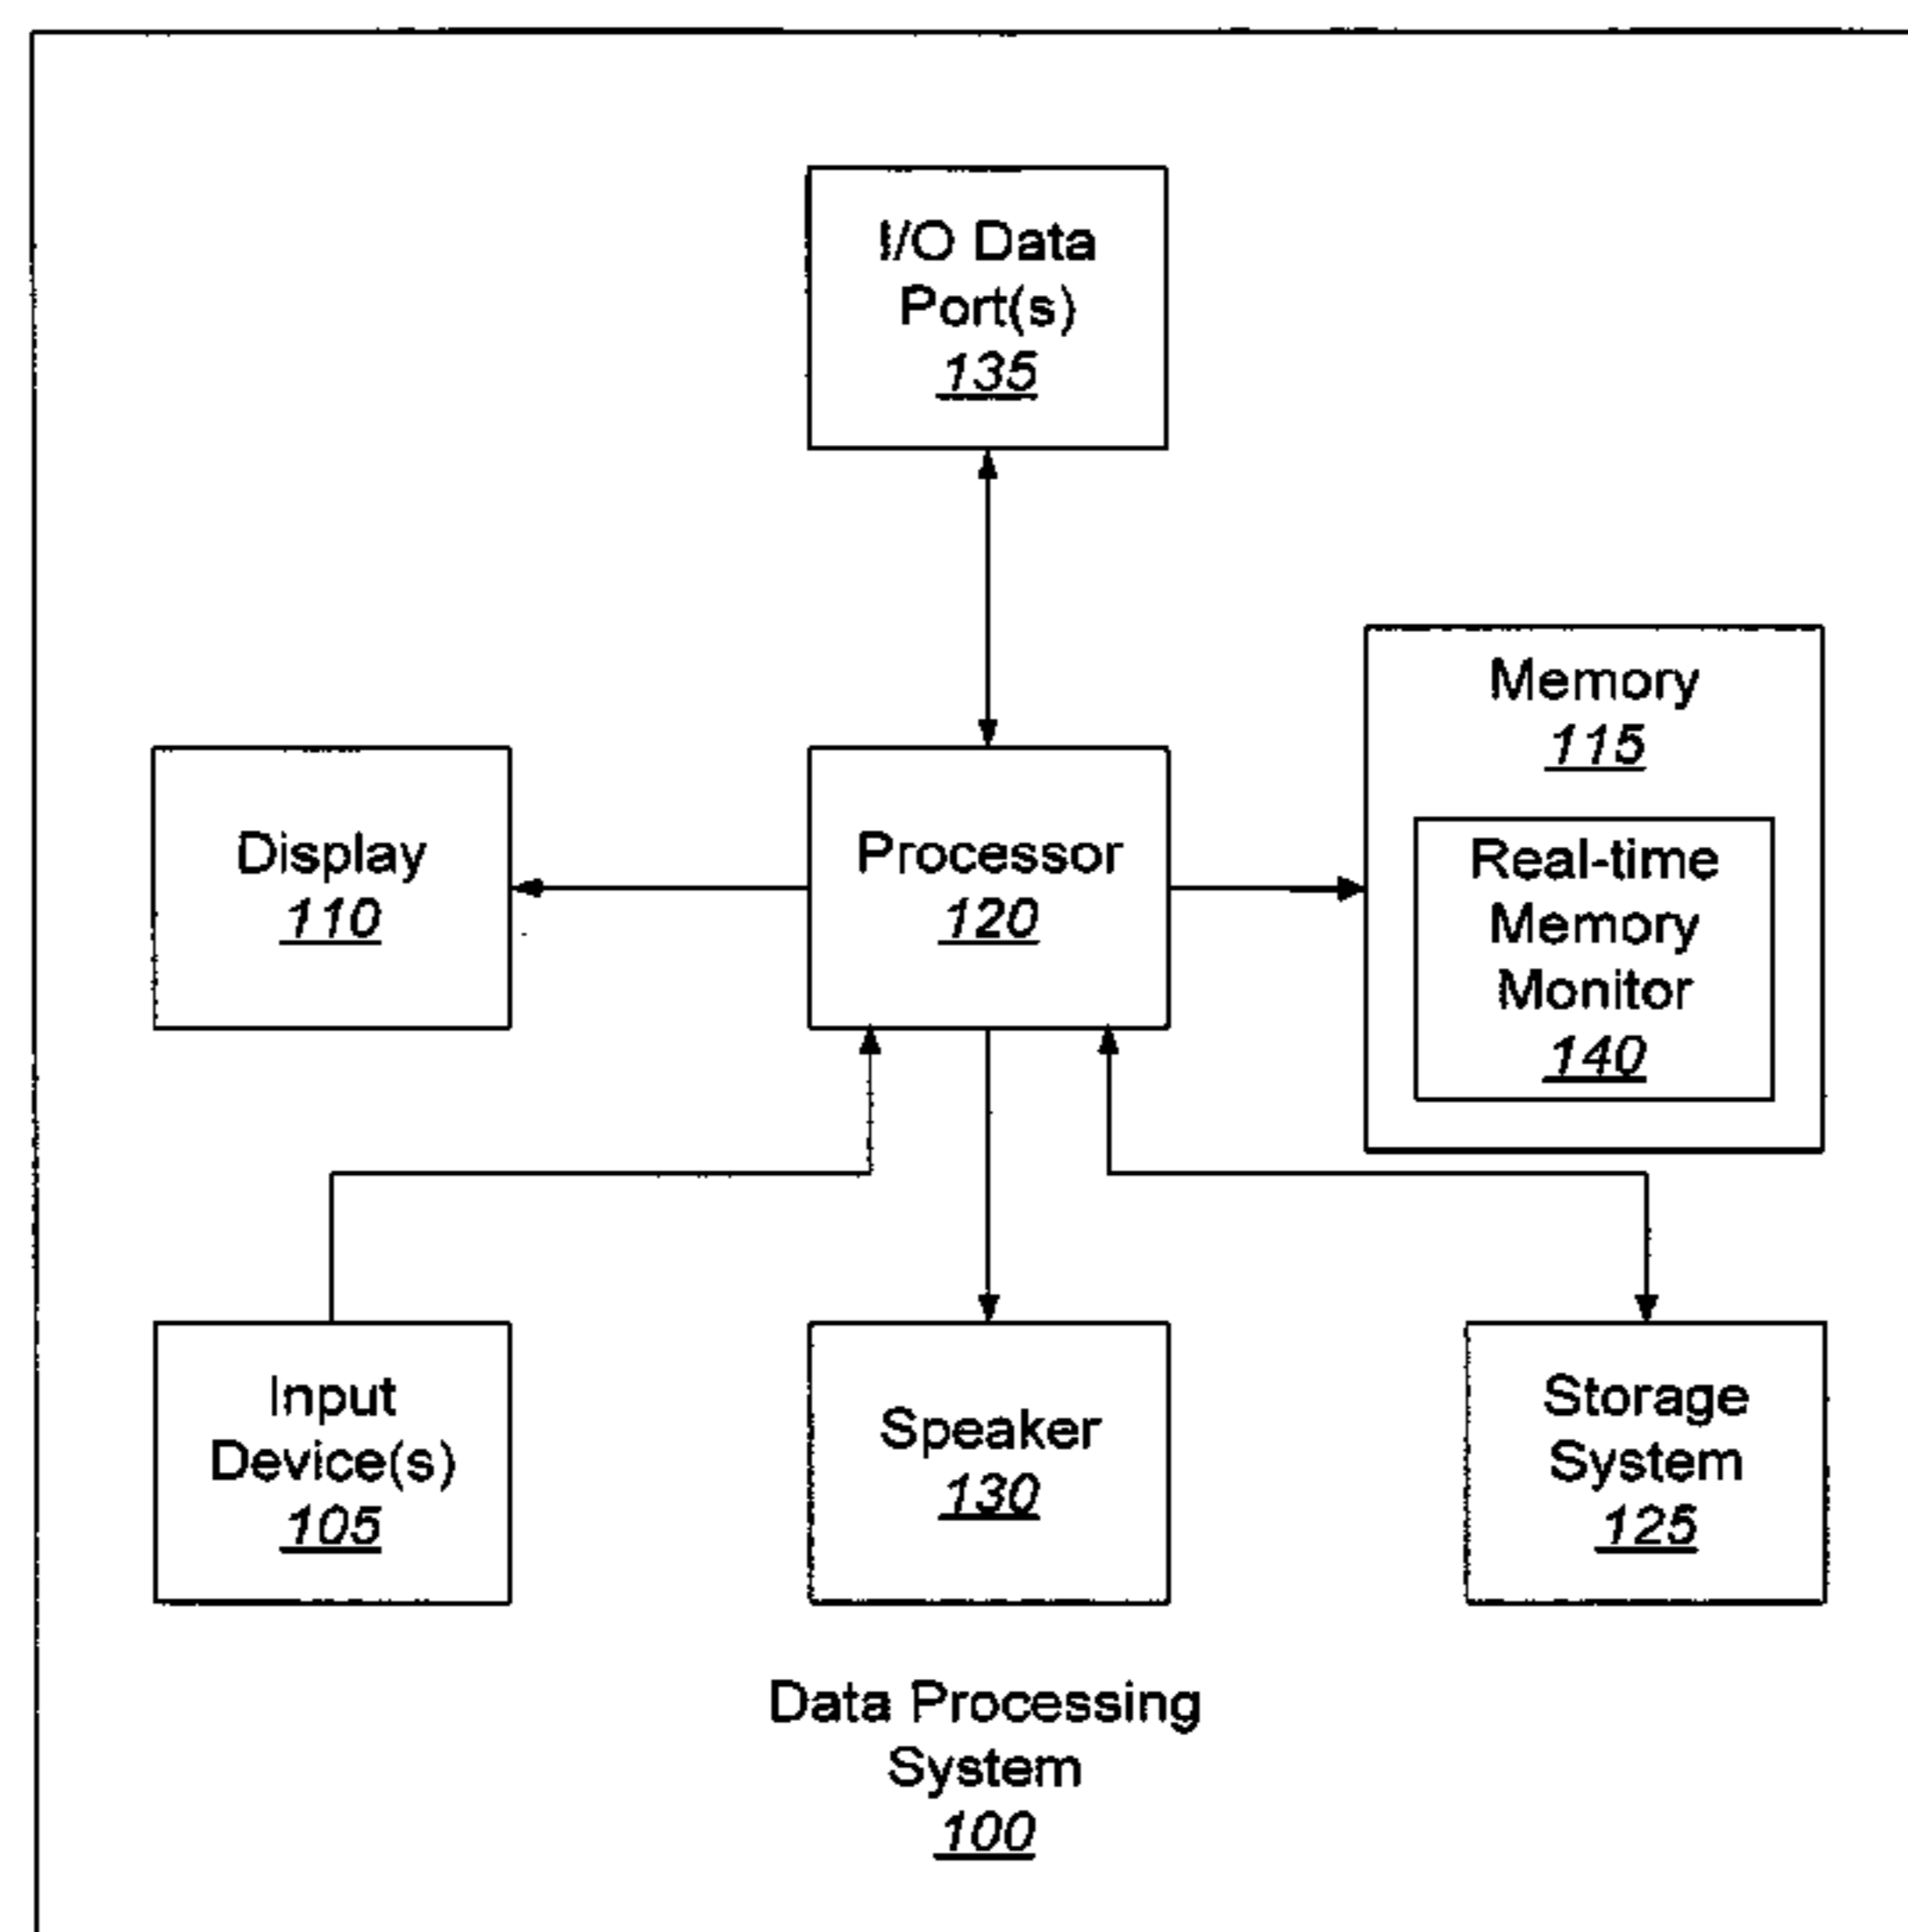 I/O Data
Port(s)
135
Memory
115
Display
110
Processor
120
Real-time
Memory
Monitor
140
Input
Device(s)
105
Speaker
130
Storage
System
125
Data Processing
System
100